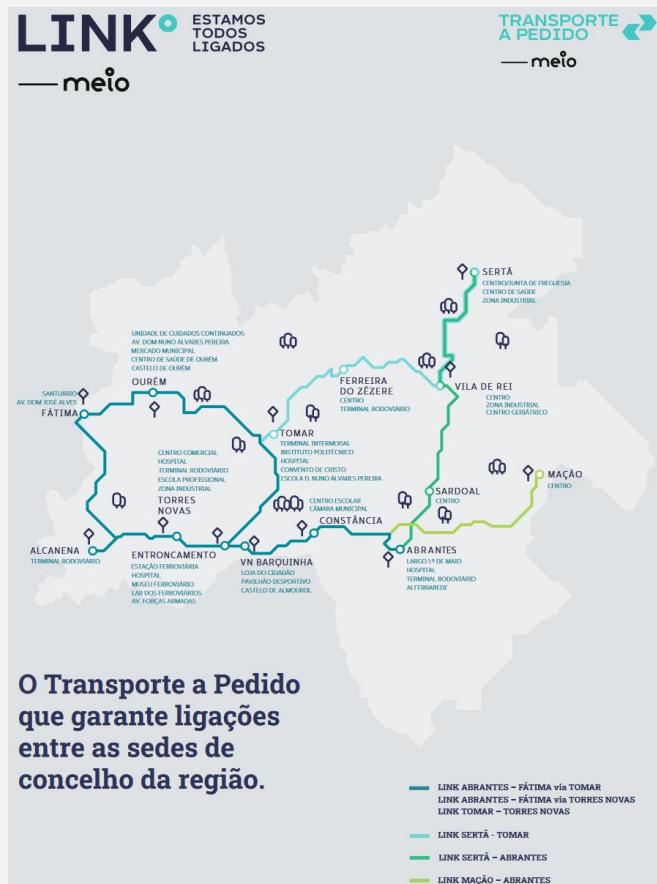 LINK° ESTAMOS
TODOS
LIGADOS
meio
TRANSPORTE
A PEDIDO
meio
SERTÃ
CENTRO/JUNTA DE FREGUESIA
CENTRO DE SAÚDE
ZONA INDUSTRIAL
UNIDADE DE CUIDADOS CONTINUADOS
AV. DOM NUNO ÁLVARES PEREIRA
MERCADO MUNICIPAL
CENTRO DE SAÚDE DE OURÉM
CASTELO DE OURÉM
OURÉM
SANTUÁRIO
AV. DOM JOSÉ ALVES
FÁTIMA
FERREIRA
DO ZÊZERE
CENTRO
TERMINAL RODOVIÁRIO
VILA DE REI
CENTRO
ZONA INDUSTRIAL
CENTRO GERIÁTRICO
TOMAR
TERMINAL INTERMODAL
INSTITUTO POLITÉCNICO
HOSPITAL
CONVENTO DE CRISTO
ESCOLA D. NUNO ÁLVARES PEREIRA
CENTRO COMERCIAL
HOSPITAL
TERMINAL RODOVIÁRIO
ESCOLA PROFISSIONAL
ZONA INDUSTRIAL
TORRES
NOVAS
MAÇÃO
CENTRO
SARDOAL
CENTRO
CENTRO ESCOLAR
CÂMARA MUNICIPAL
CONSTÂNCIA
ALCANENA
TERMINAL RODOVIÁRIO
ENTRONCAMENTO
ESTAÇÃO FERROVIÁRIA
HOSPITAL
MUSEU FERROVIÁRIO
LAR DOS FERROVIÁRIOS
AV. FORÇAS ARMADAS
VN BARQUINHA
LOJA DO CIDADÃO
PAVILHÃO DESPORTIVO
CASTELO DE ALMOUROL
ABRANTES
LARGO 1.º DE MAIO
HOSPITAL
TERMINAL RODOVIÁRIO
ALFERRAREDE
O Transporte a Pedido
que garante ligações
entre as sedes de
concelho da região.
LINK ABRANTES – FÁTIMA via TOMAR
LINK ABRANTES – FÁTIMA via TORRES NOVAS
LINK TOMAR – TORRES NOVAS
LINK SERTÃ - TOMAR
LINK SERTÃ – ABRANTES
LINK MAÇÃO – ABRANTES